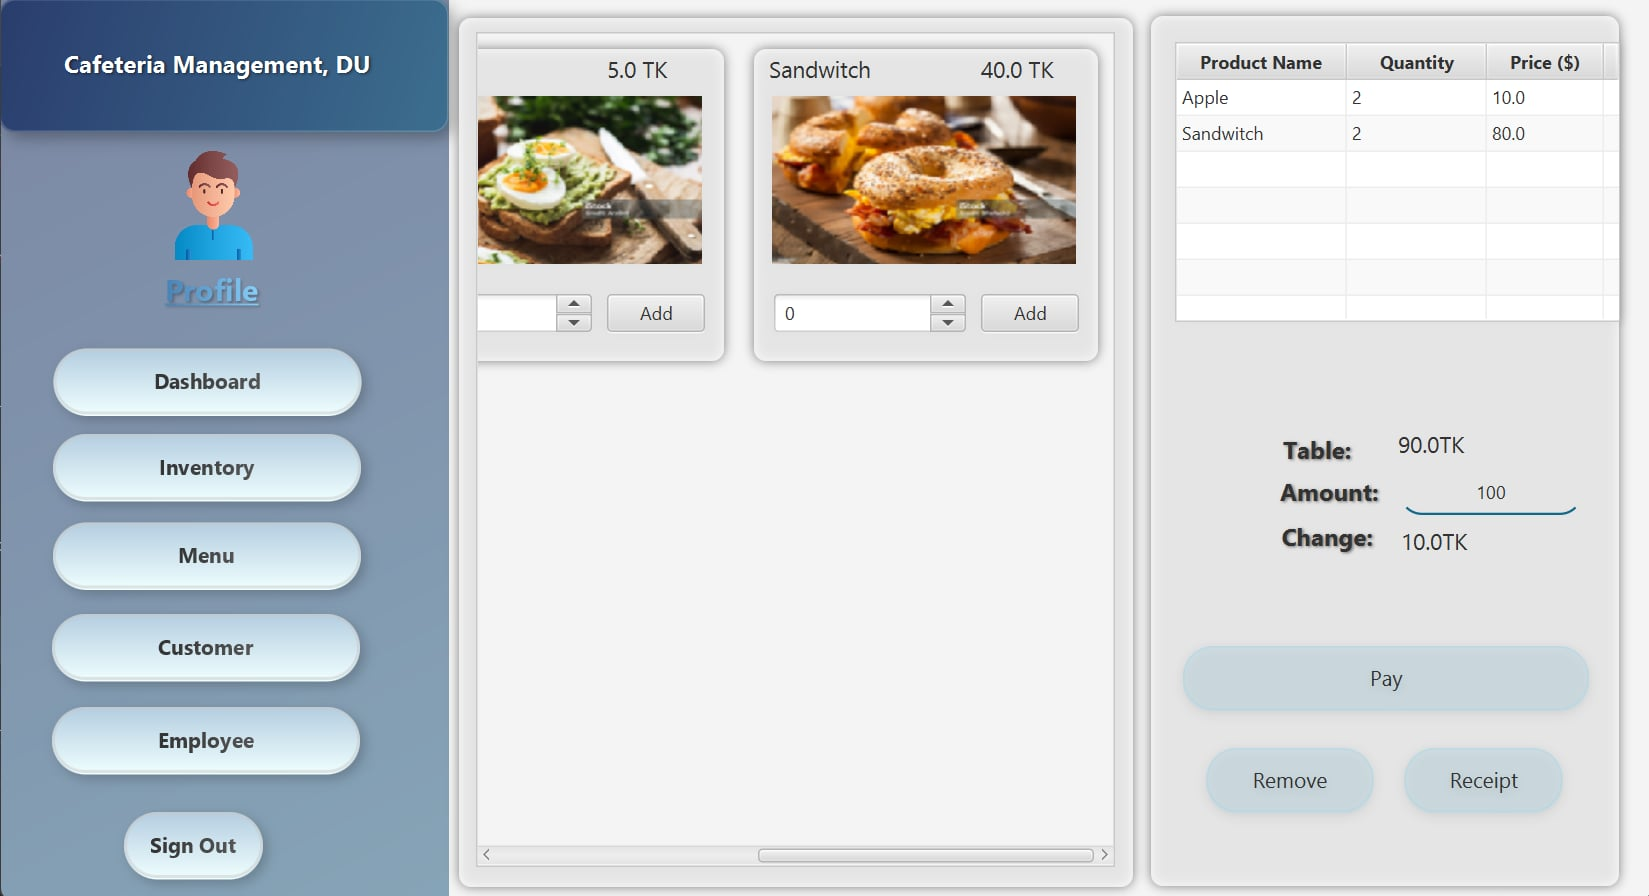 Cafeteria Management, DU
Profile
Dashboard
Inventory
Menu
Customer
Employee
Sign Out
5.0 TK
iStock
Add
Sandwitch 40.0 TK
iStock
0
Add
Product Name Quantity Price ($)
Apple 2 10.0
Sandwitch 2 80.0
Table: 90.0TK
Amount: 100
Change: 10.0TK
Pay
Remove Receipt